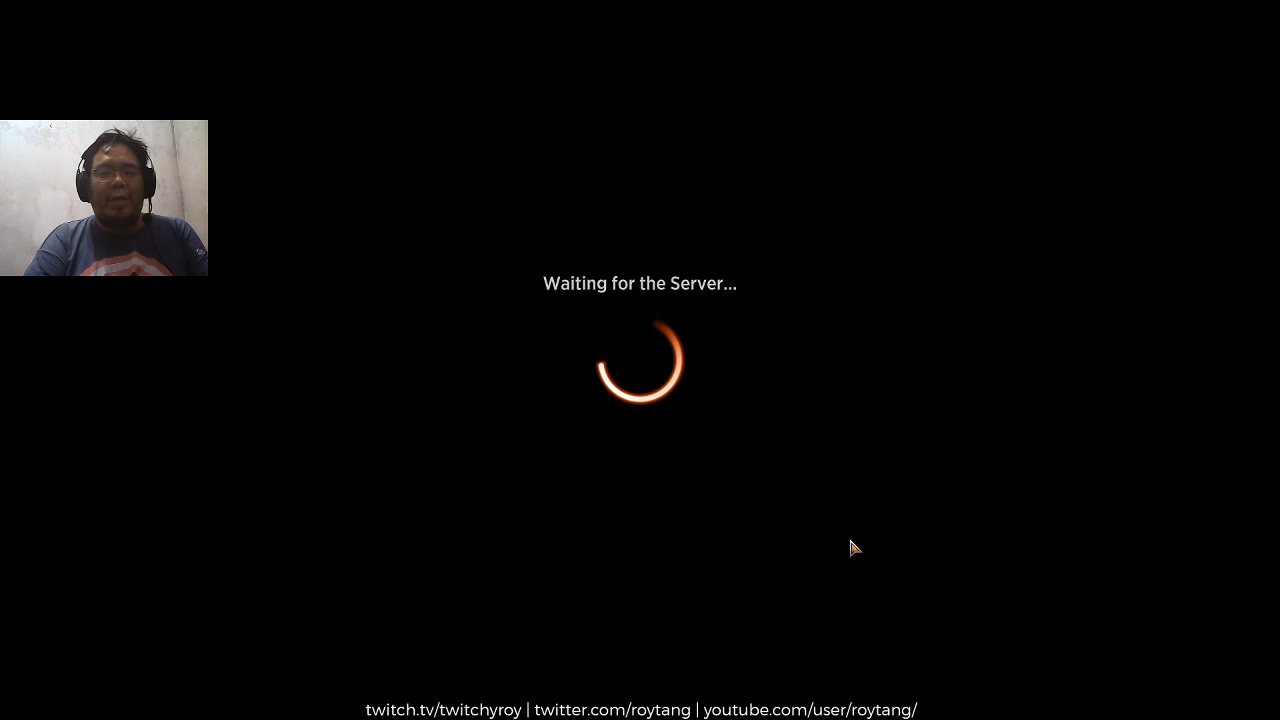 Waiting for the Server...
twitch.tv/twitchyroy | twitter.com/roytang | youtube.com/user/roytang/